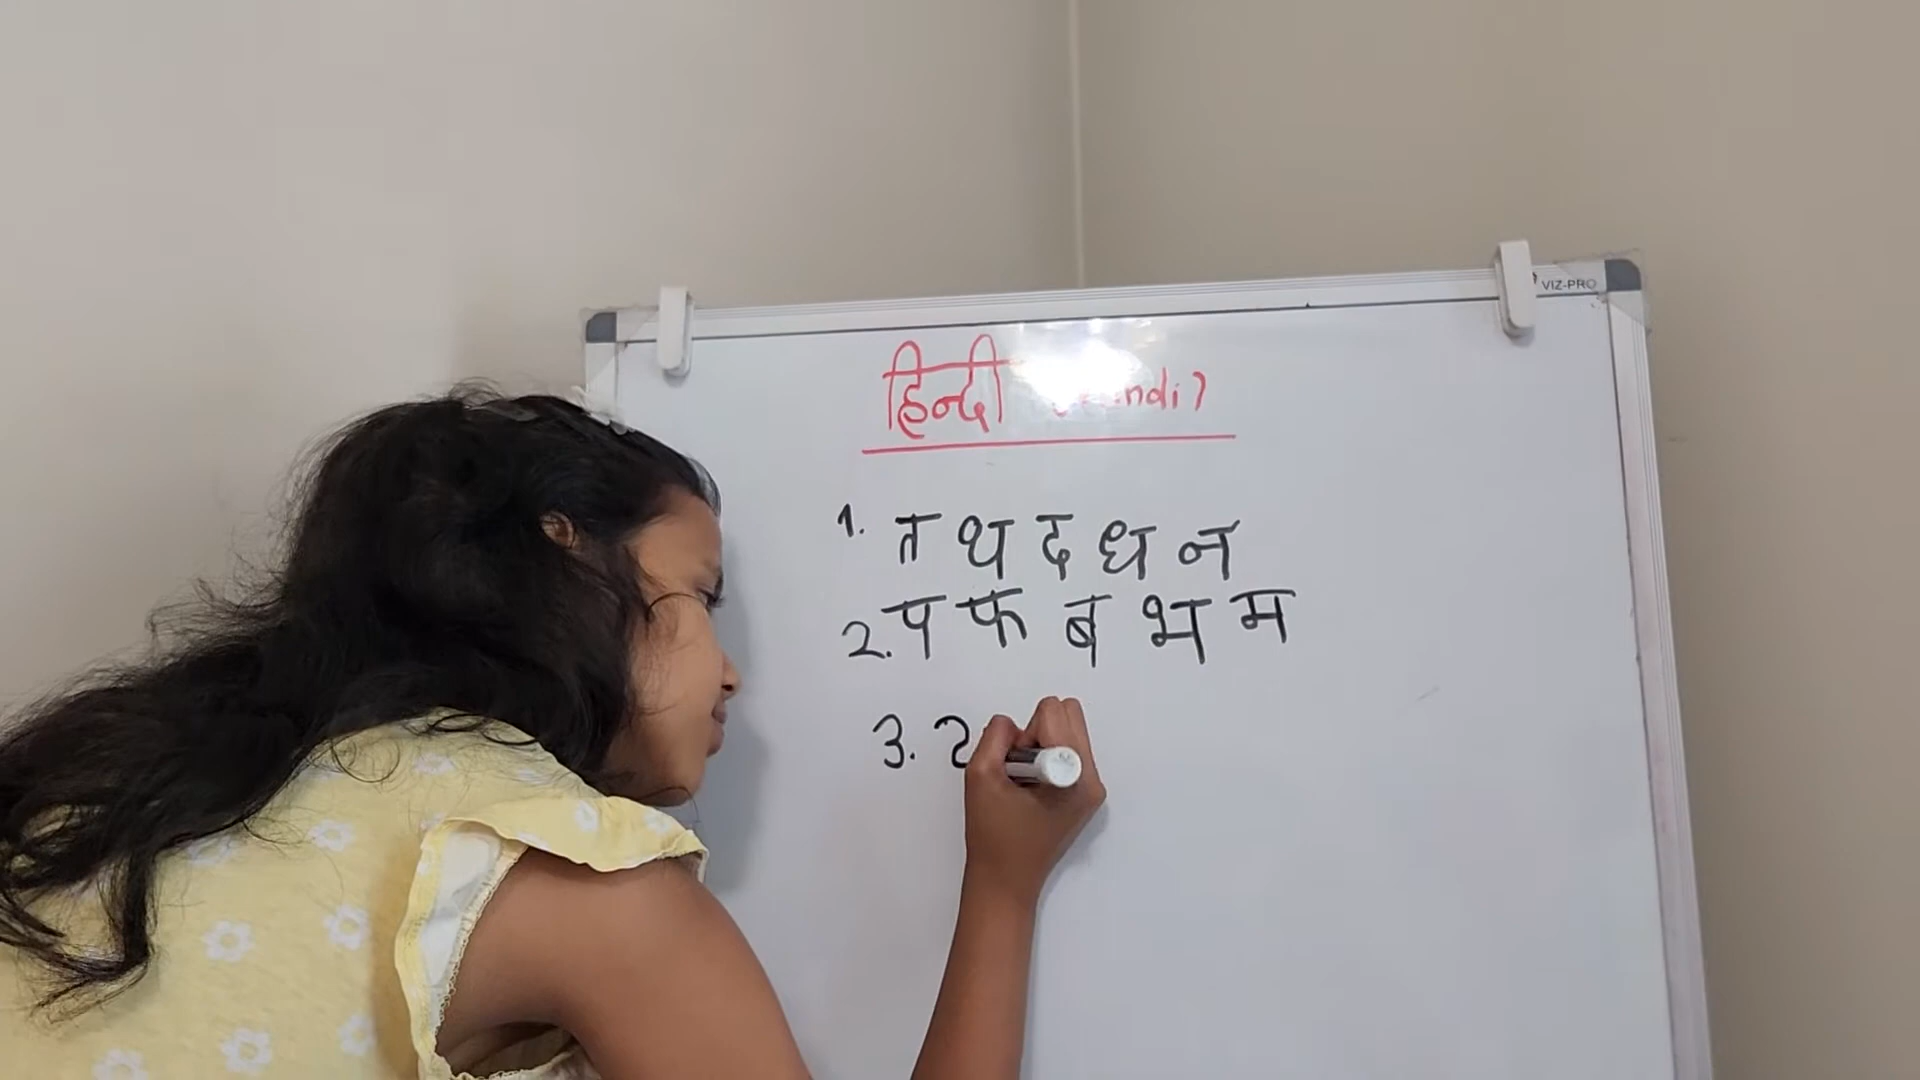 VIZ-PRO
हिन्दी
1. त थ द ध न
2. प फ ब भ म
3.